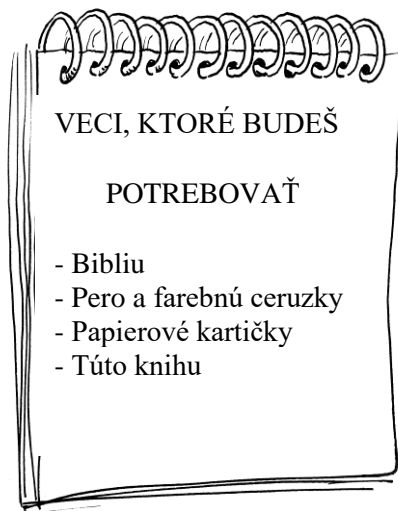 VECI, KTORÉ BUDEŠ
POTREBOVAŤ
- Bibliu
- Pero a farebnú ceruzky
- Papierové kartičky
- Túto knihu